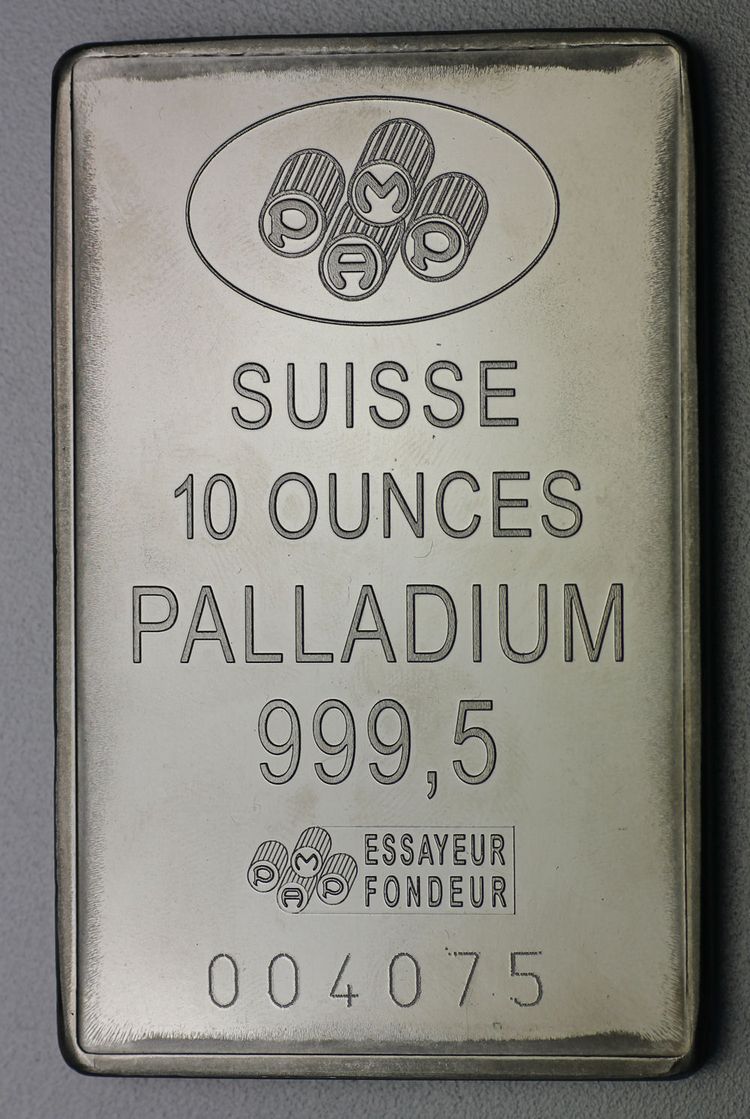 PAMP
SUISSE
10 OUNCES
PALLADIUM
999,5
PAMP ESSAYEUR
FONDEUR
004075